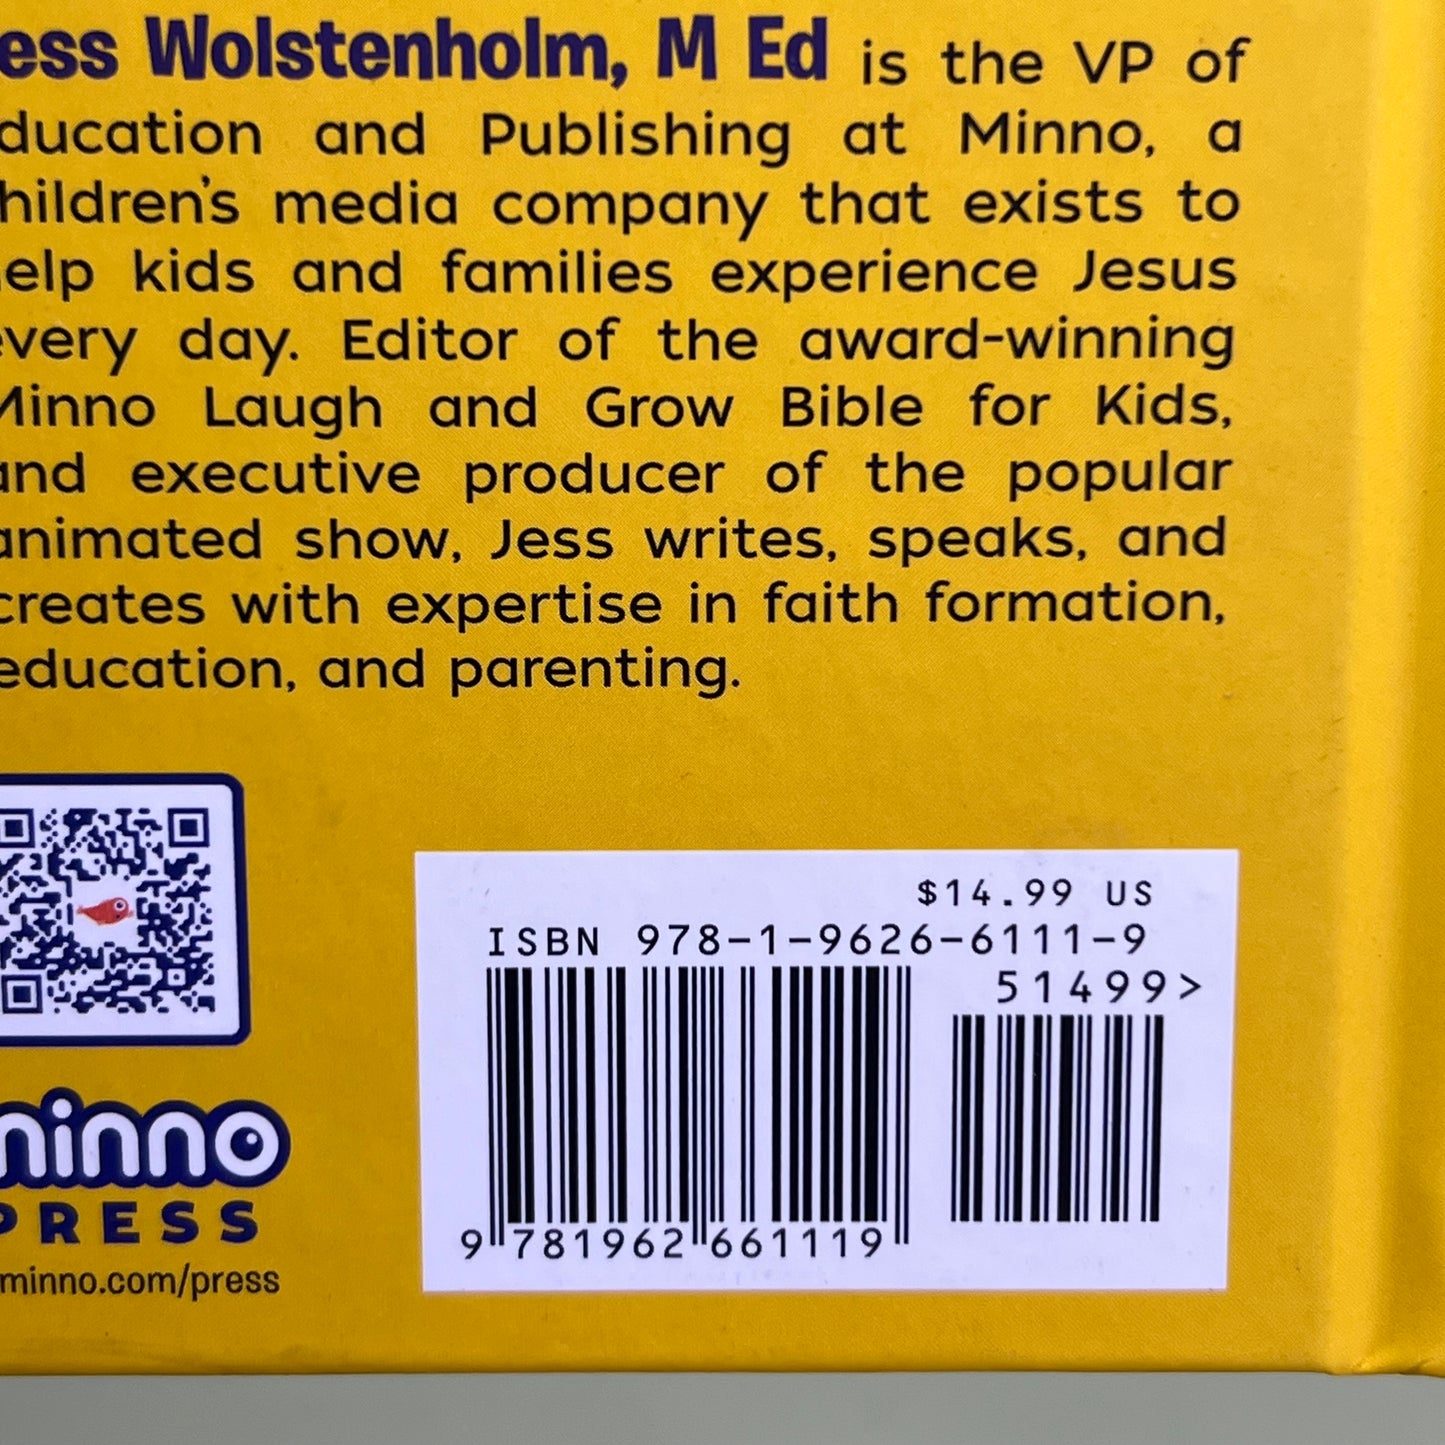 ess Wolstenholm, M Ed is the VP of
ducation and Publishing at Minno, a
hildren's media company that exists to
elp kids and families experience Jesus
very day. Editor of the award-winning
Minno Laugh and Grow Bible for Kids,
and executive producer of the popular
animated show, Jess writes, speaks, and
creates with expertise in faith formation,
education, and parenting.
$14.99 US
ISBN 978-1-9626-6111-9
51499>
9 781962 661119
minno
PRESS
minno.com/press